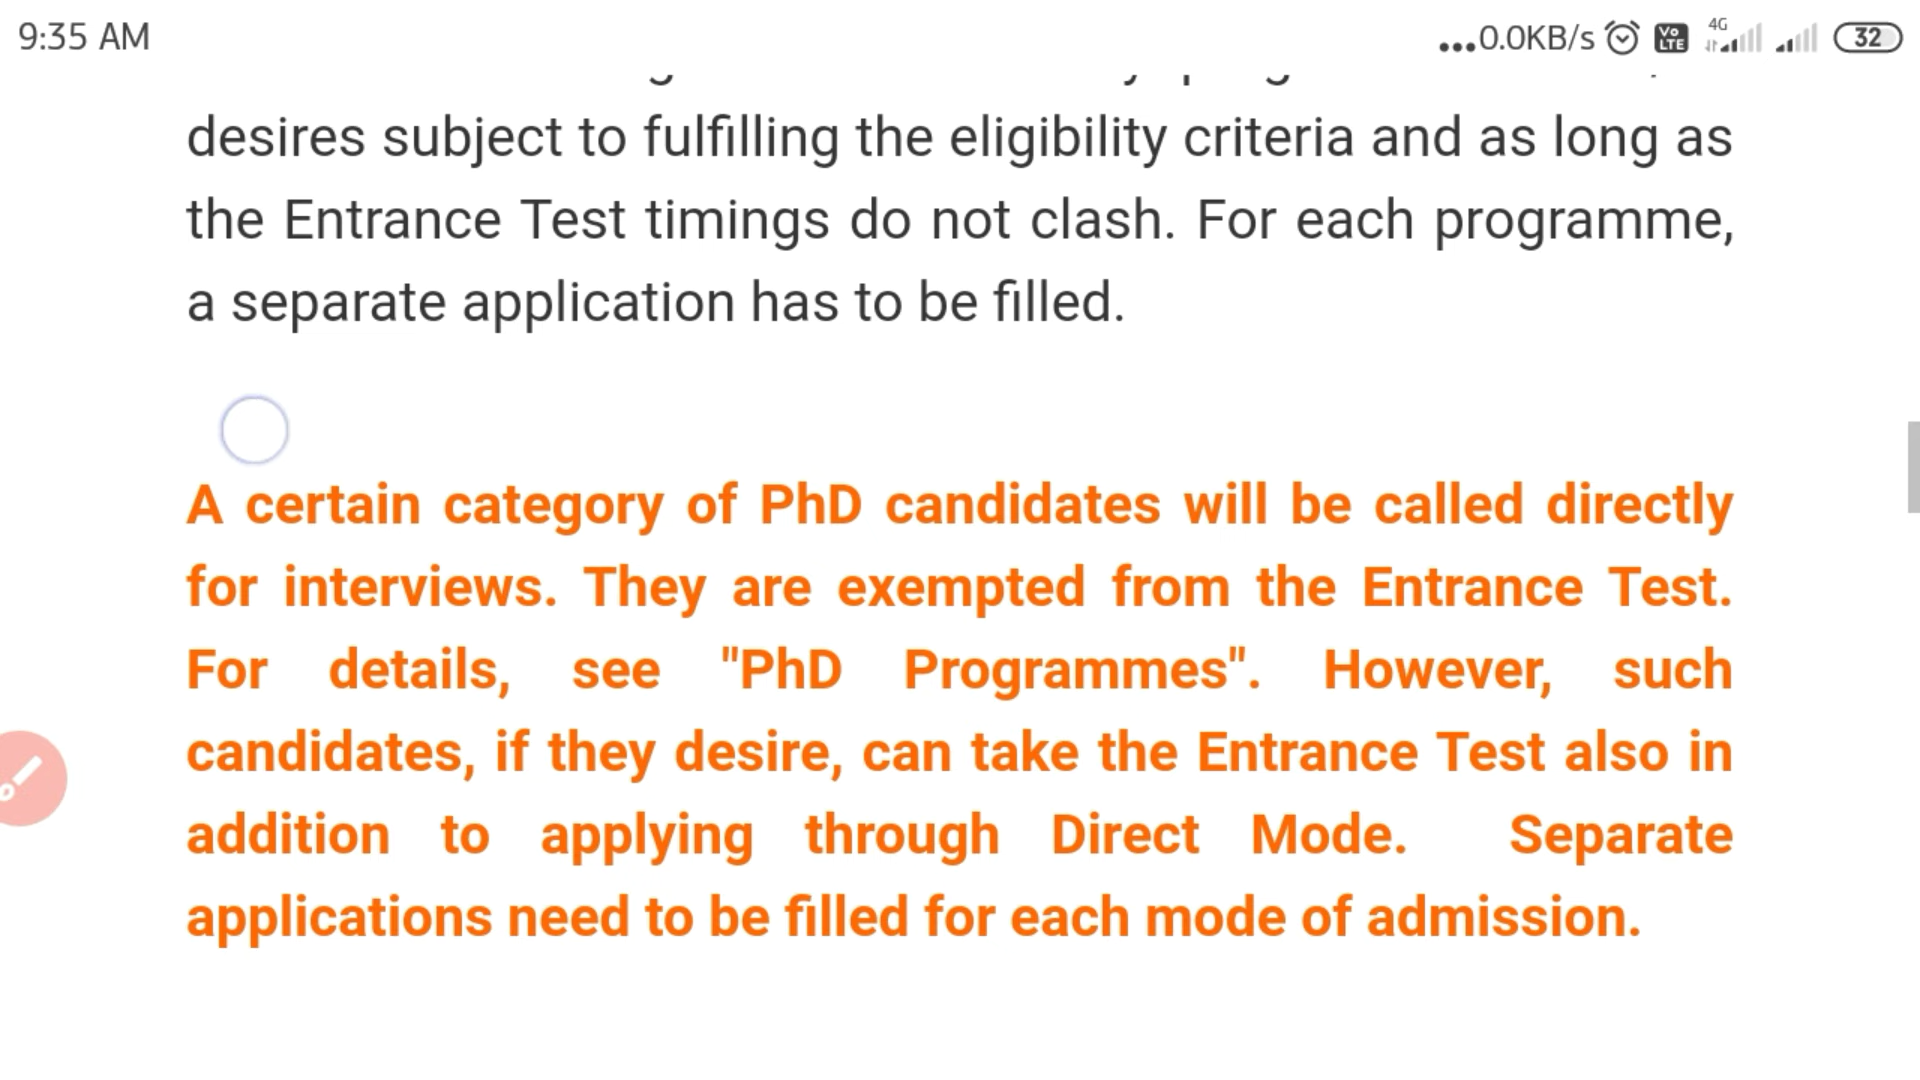 9:35 AM
...0.0KB/s
Vo LTE
4G
32
desires subject to fulfilling the eligibility criteria and as long as
the Entrance Test timings do not clash. For each programme,
a separate application has to be filled.
A certain category of PhD candidates will be called directly
for interviews. They are exempted from the Entrance Test.
For details, see "PhD Programmes". However, such
candidates, if they desire, can take the Entrance Test also in
addition to applying through Direct Mode. Separate
applications need to be filled for each mode of admission.